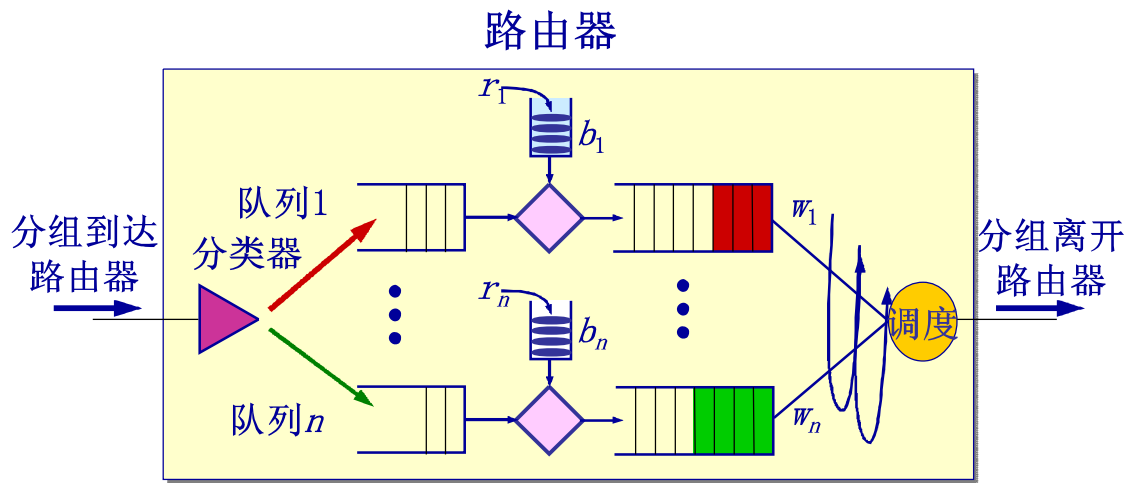 路由器
r₁
b₁
队列1
w₁
分组到达
路由器
分类器
分组离开
路由器
rₙ
bₙ
调度
队列n
wₙ